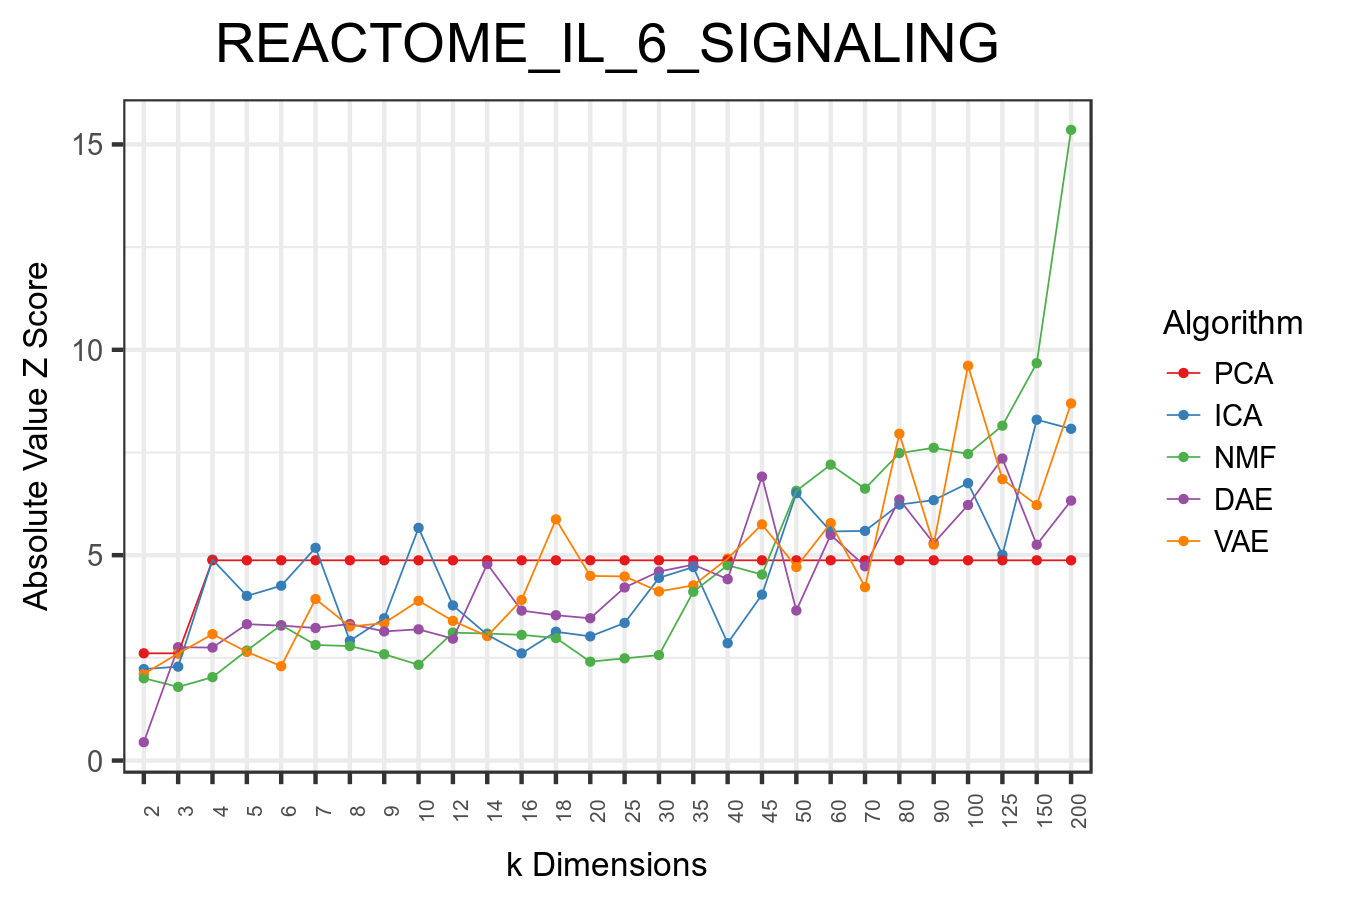 REACTOME_IL_6_SIGNALING
Absolute Value Z Score
15
10
5
0
2 3 4 5 6 7 8 9 10 12 14 16 18 20 25 30 35 40 45 50 60 70 80 90 100 125 150 200
k Dimensions
Algorithm
PCA
ICA
NMF
DAE
VAE